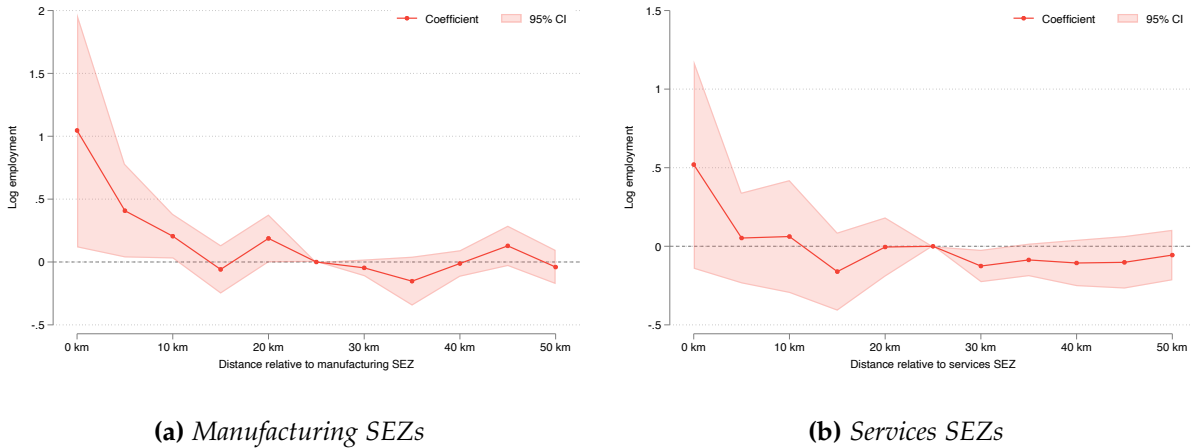 Coefficient 95% CI
2
1.5
1
.5
0
-.5
Log employment
0 km 10 km 20 km 30 km 40 km 50 km
Distance relative to manufacturing SEZ
(a) Manufacturing SEZs
Coefficient 95% CI
1.5
1
.5
0
-.5
Log employment
0 km 10 km 20 km 30 km 40 km 50 km
Distance relative to services SEZ
(b) Services SEZs